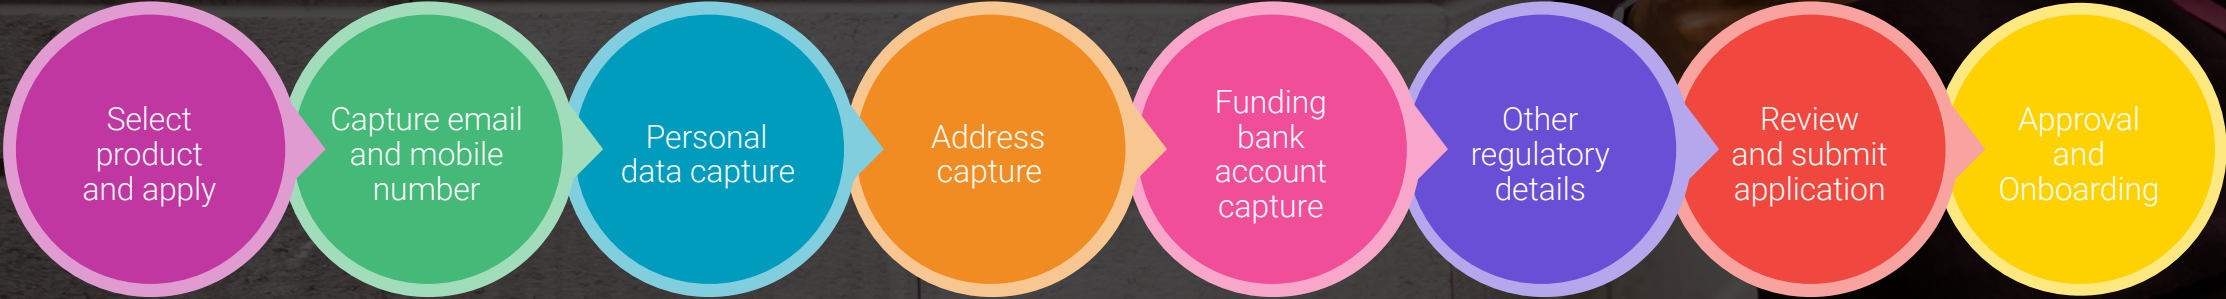 Select
product
and apply
Capture email
and mobile
number
Personal
data capture
Address
capture
Funding
bank
account
capture
Other
regulatory
details
Review
and submit
application
Approval
and
Onboarding